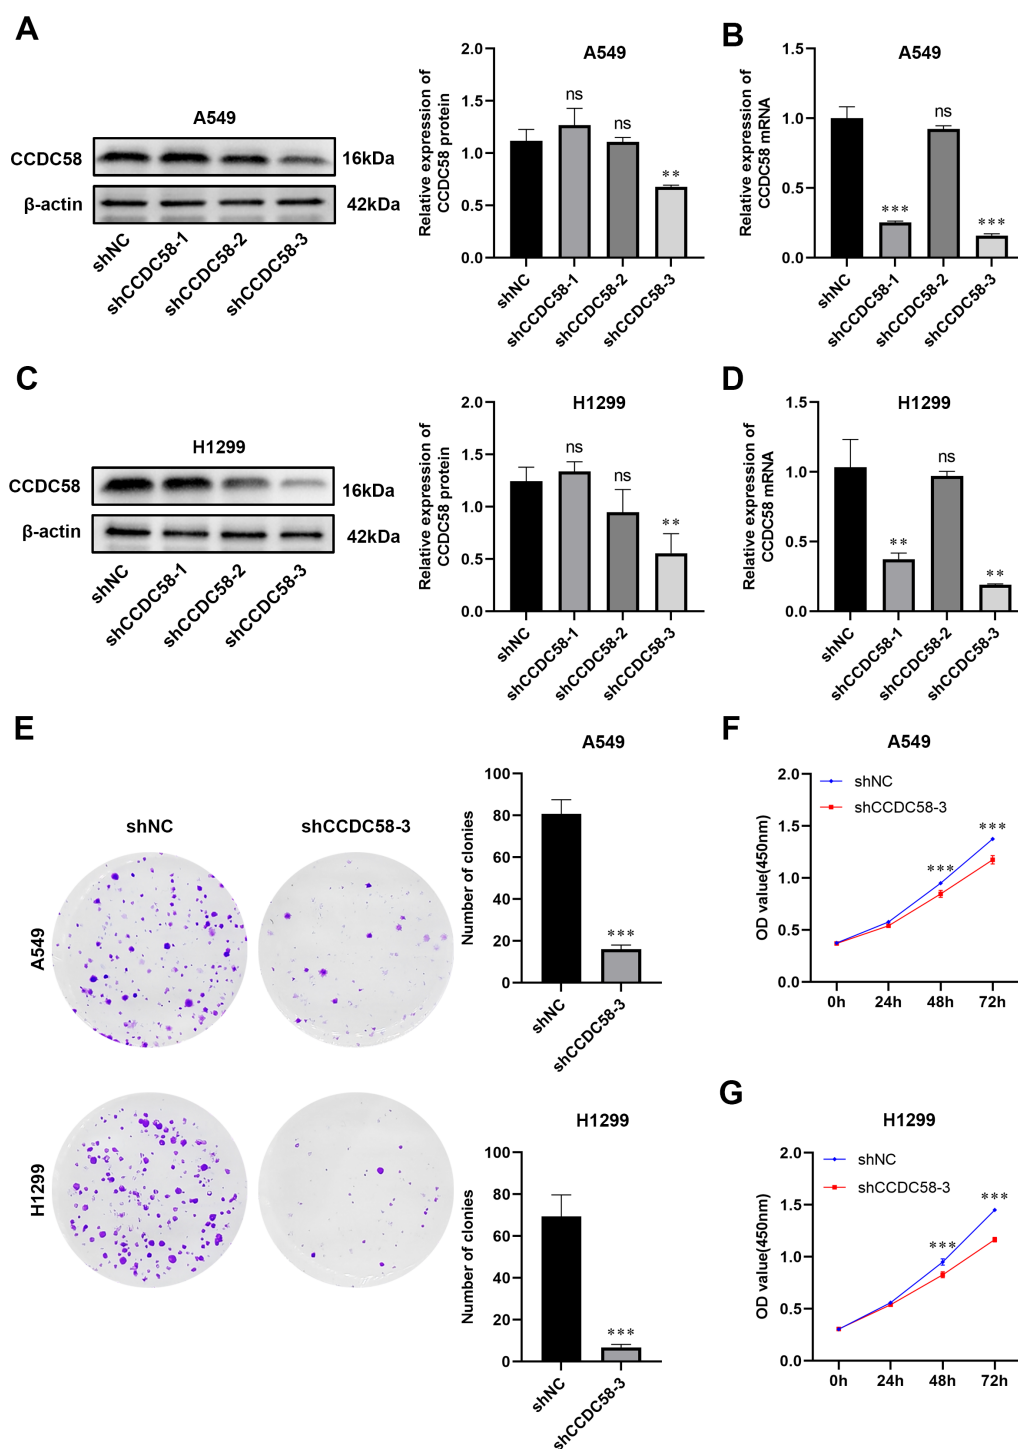 A
A549
CCDC58
16kDa
β-actin
42kDa
shNC
shCCDC58-1
shCCDC58-2
shCCDC58-3
A549
Relative expression of
CCDC58 protein
2.0
1.5
1.0
0.5
0.0
ns
ns
**
shNC
shCCDC58-1
shCCDC58-2
shCCDC58-3
B
A549
Relative expression of
CCDC58 mRNA
1.5
1.0
0.5
0.0
***
ns
***
shNC
shCCDC58-1
shCCDC58-2
shCCDC58-3
C
H1299
CCDC58
16kDa
β-actin
42kDa
shNC
shCCDC58-1
shCCDC58-2
shCCDC58-3
H1299
Relative expression of
CCDC58 protein
2.0
1.5
1.0
0.5
0.0
ns
ns
**
shNC
shCCDC58-1
shCCDC58-2
shCCDC58-3
D
H1299
Relative expression of
CCDC58 mRNA
1.5
1.0
0.5
0.0
**
ns
**
shNC
shCCDC58-1
shCCDC58-2
shCCDC58-3
E
shNC
shCCDC58-3
A549
H1299
A549
Number of clonies
100
80
60
40
20
0
***
shNC
shCCDC58-3
H1299
Number of clonies
100
80
60
40
20
0
***
shNC
shCCDC58-3
F
A549
shNC
shCCDC58-3
OD value(450nm)
2.0
1.5
1.0
0.5
0.0
***
***
0h
24h
48h
72h
G
H1299
shNC
shCCDC58-3
OD value(450nm)
2.0
1.5
1.0
0.5
0.0
***
***
0h
24h
48h
72h